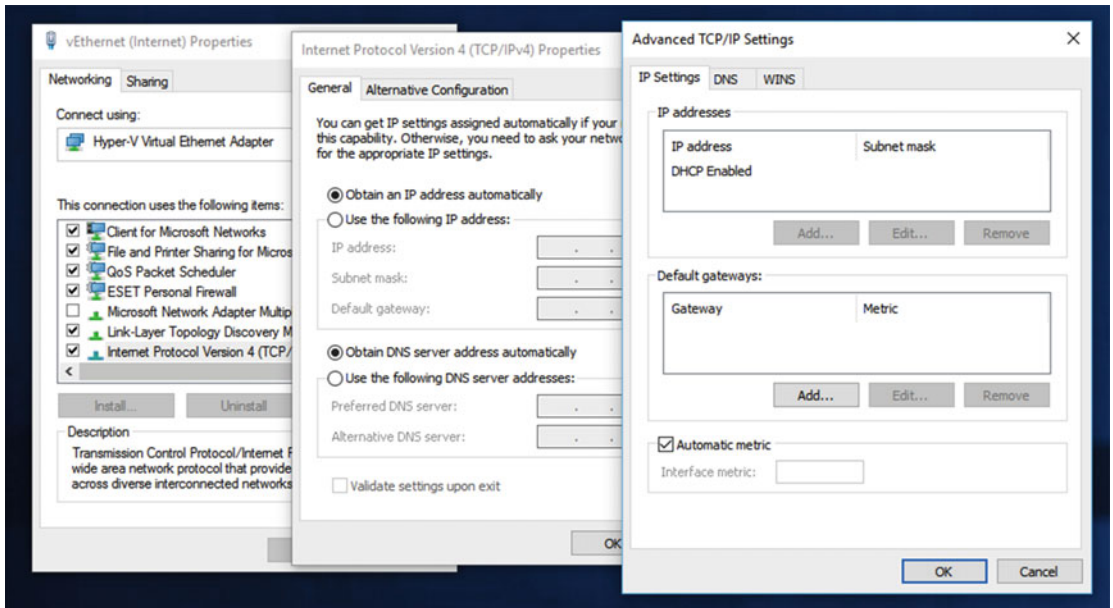 vEthernet (Internet) Properties
Networking
Sharing
Connect using:
Hyper-V Virtual Ethernet Adapter
This connection uses the following items:
Client for Microsoft Networks
File and Printer Sharing for Micros
QoS Packet Scheduler
ESET Personal Firewall
Microsoft Network Adapter Multip
Link-Layer Topology Discovery M
Internet Protocol Version 4 (TCP/
Install...
Uninstall
Description
Transmission Control Protocol/Internet P
wide area network protocol that provide
across diverse interconnected networks
Internet Protocol Version 4 (TCP/IPv4) Properties
General
Alternative Configuration
You can get IP settings assigned automatically if your
this capability. Otherwise, you need to ask your netwo
for the appropriate IP settings.
Obtain an IP address automatically
Use the following IP address:
IP address:
Subnet mask:
Default gateway:
Obtain DNS server address automatically
Use the following DNS server addresses:
Preferred DNS server:
Alternative DNS server:
Validate settings upon exit
OK
Advanced TCP/IP Settings
IP Settings
DNS
WINS
IP addresses
IP address
Subnet mask
DHCP Enabled
Add...
Edit...
Remove
Default gateways:
Gateway
Metric
Add...
Edit...
Remove
Automatic metric
Interface metric:
OK
Cancel